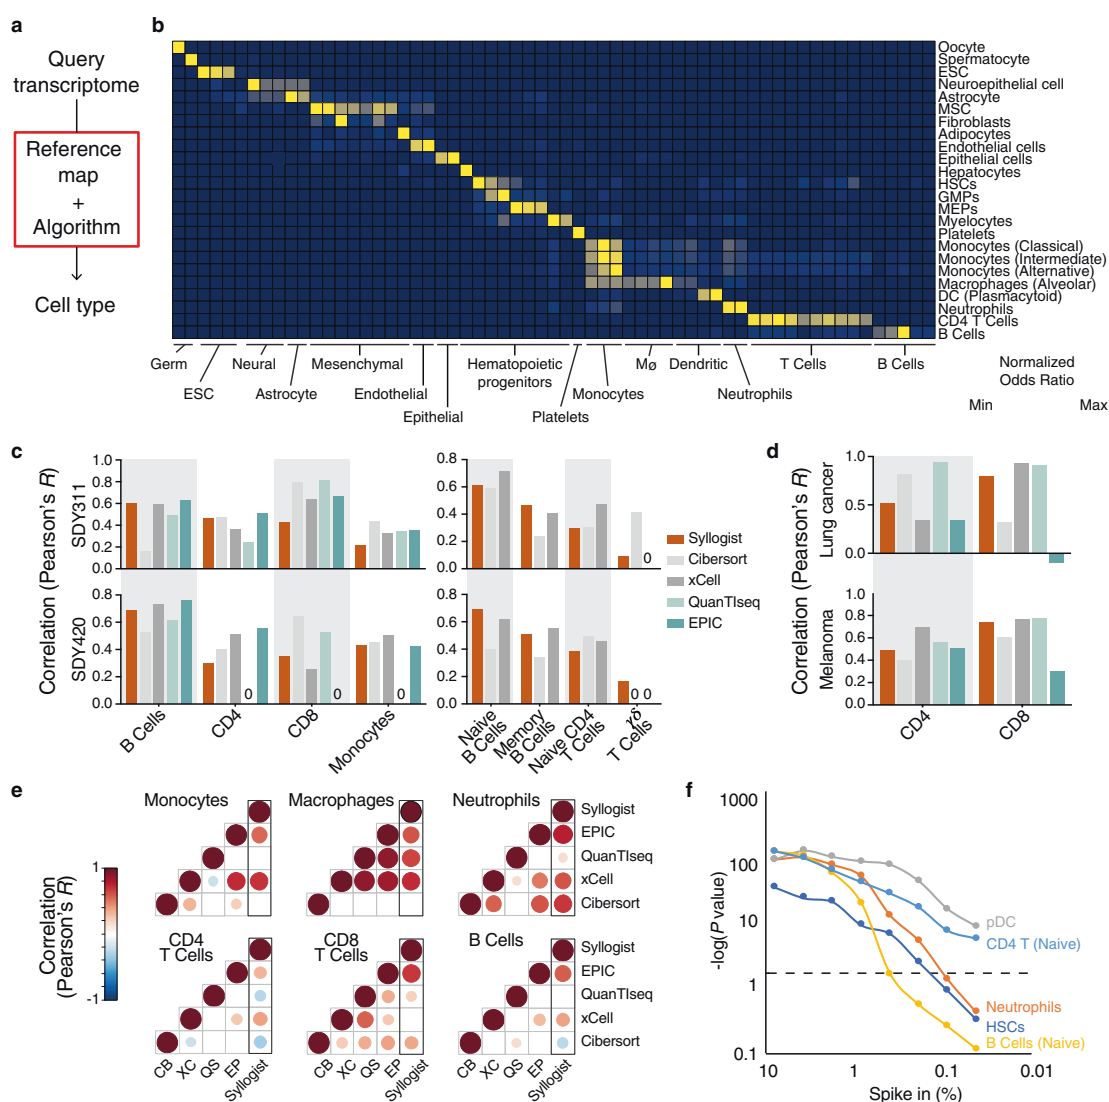 a
Query
transcriptome
Reference
map
+
Algorithm
Cell type
b
Oocyte
Spermatocyte
ESC
Neuroepithelial cell
Astrocyte
MSC
Fibroblasts
Adipocytes
Endothelial cells
Epithelial cells
Hepatocytes
HSCs
GMPs
MEPs
Myelocytes
Platelets
Monocytes (Classical)
Monocytes (Intermediate)
Monocytes (Alternative)
Macrophages (Alveolar)
DC (Plasmacytoid)
Neutrophils
CD4 T Cells
B Cells
Germ
ESC
Neural
Astrocyte
Mesenchymal
Endothelial
Epithelial
Hematopoietic
progenitors
Platelets
Monocytes
Mø
Dendritic
Neutrophils
T Cells
B Cells
Normalized
Odds Ratio
Min Max
c
Correlation (Pearson's R)
SDY311
1.0
0.8
0.6
0.4
0.2
0.0
0.8
0.6
0.4
0.2
0.0
0
SDY420
0.8
0.6
0.4
0.2
0.0
0 0 0
0.8
0.6
0.4
0.2
0.0
0 0
B Cells
CD4
CD8
Monocytes
Naive
B Cells
Memory
B Cells
Naive CD4
T Cells
γδ
T Cells
Syllogist
Cibersort
xCell
QuanTIseq
EPIC
d
Correlation (Pearson's R)
Lung cancer
1.0
0.5
0.0
Melanoma
1.0
0.8
0.6
0.4
0.2
0.0
CD4
CD8
e
Correlation
(Pearson's R)
1
-1
Monocytes
Macrophages
Neutrophils
Syllogist
EPIC
QuanTIseq
xCell
Cibersort
CD4
T Cells
CD8
T Cells
B Cells
Syllogist
EPIC
QuanTIseq
xCell
Cibersort
CB XC QS EP Syllogist
CB XC QS EP Syllogist
CB XC QS EP Syllogist
f
-log(P value)
1000
100
10
1
0.1
pDC
CD4 T (Naive)
Neutrophils
HSCs
B Cells (Naive)
10 1 0.1 0.01
Spike in (%)